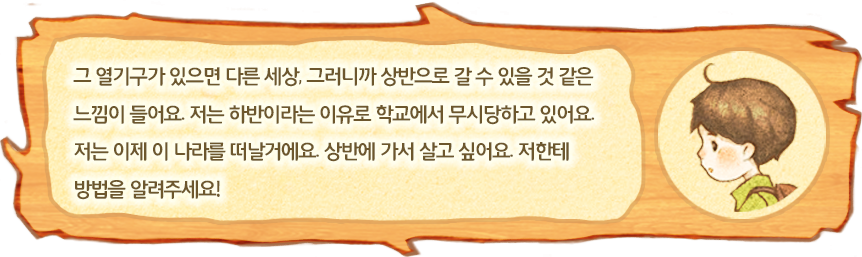 그 열기구가 있으면 다른 세상, 그러니까 상반으로 갈 수 있을 것 같은
느낌이 들어요. 저는 하반이라는 이유로 학교에서 무시당하고 있어요.
저는 이제 이 나라를 떠날거에요. 상반에 가서 살고 싶어요. 저한테
방법을 알려주세요!